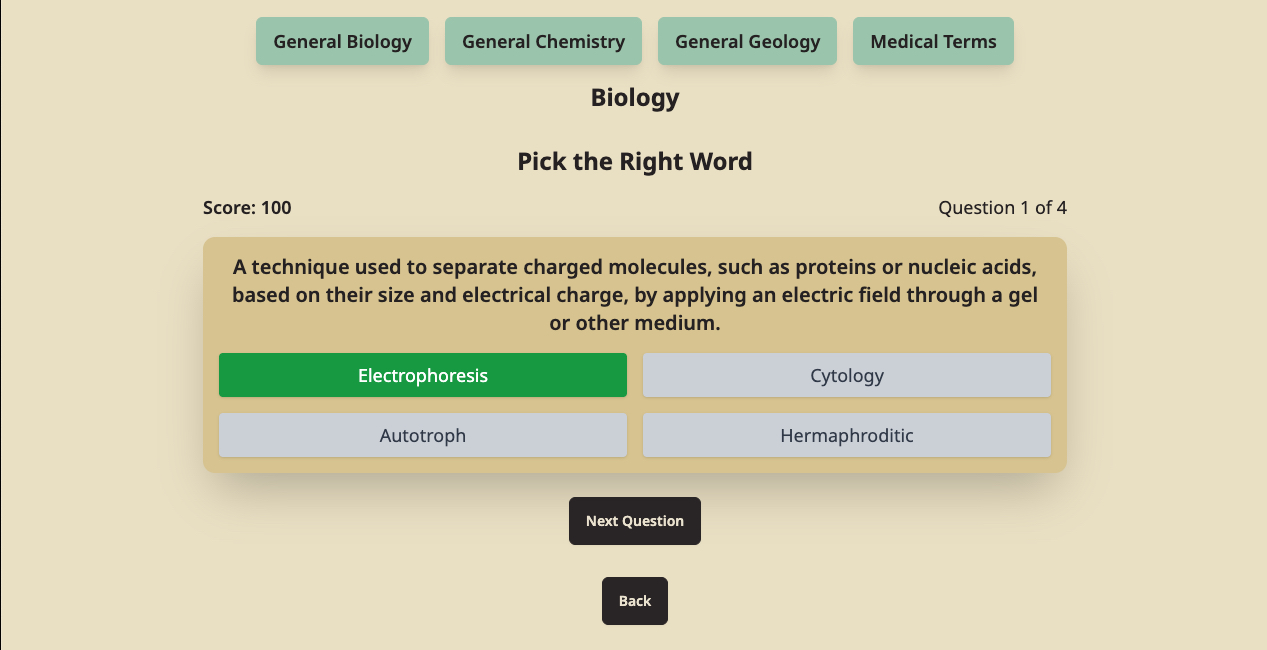 General Biology General Chemistry General Geology Medical Terms
Biology
Pick the Right Word
Score: 100 Question 1 of 4
A technique used to separate charged molecules, such as proteins or nucleic acids,
based on their size and electrical charge, by applying an electric field through a gel
or other medium.
Electrophoresis Cytology
Autotroph Hermaphroditic
Next Question
Back